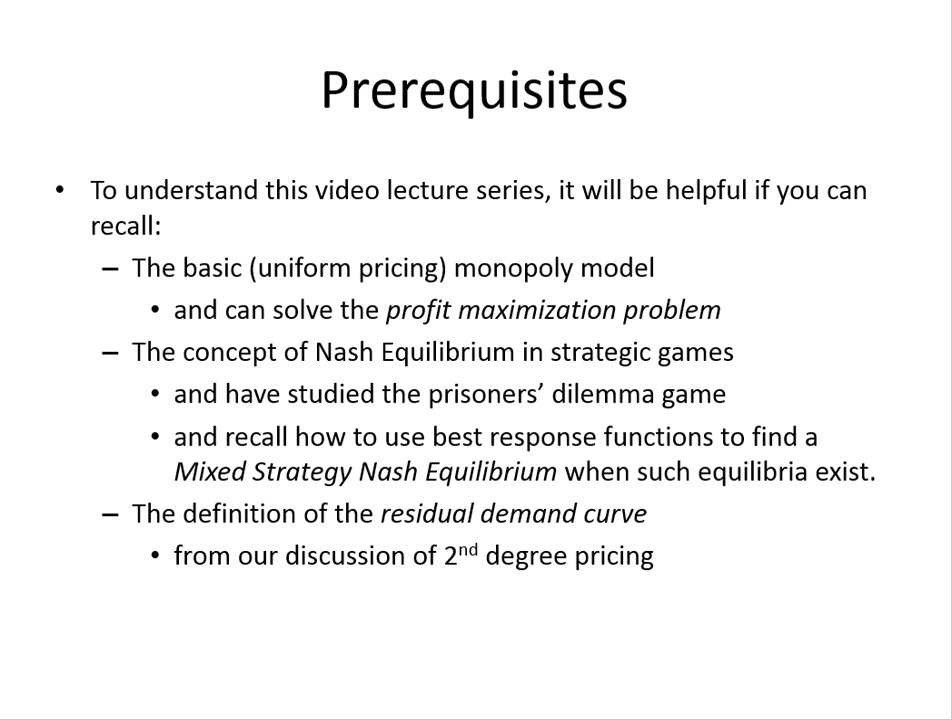 Prerequisites
• To understand this video lecture series, it will be helpful if you can
recall:
– The basic (uniform pricing) monopoly model
• and can solve the profit maximization problem
– The concept of Nash Equilibrium in strategic games
• and have studied the prisoners’ dilemma game
• and recall how to use best response functions to find a
Mixed Strategy Nash Equilibrium when such equilibria exist.
– The definition of the residual demand curve
• from our discussion of 2nd degree pricing